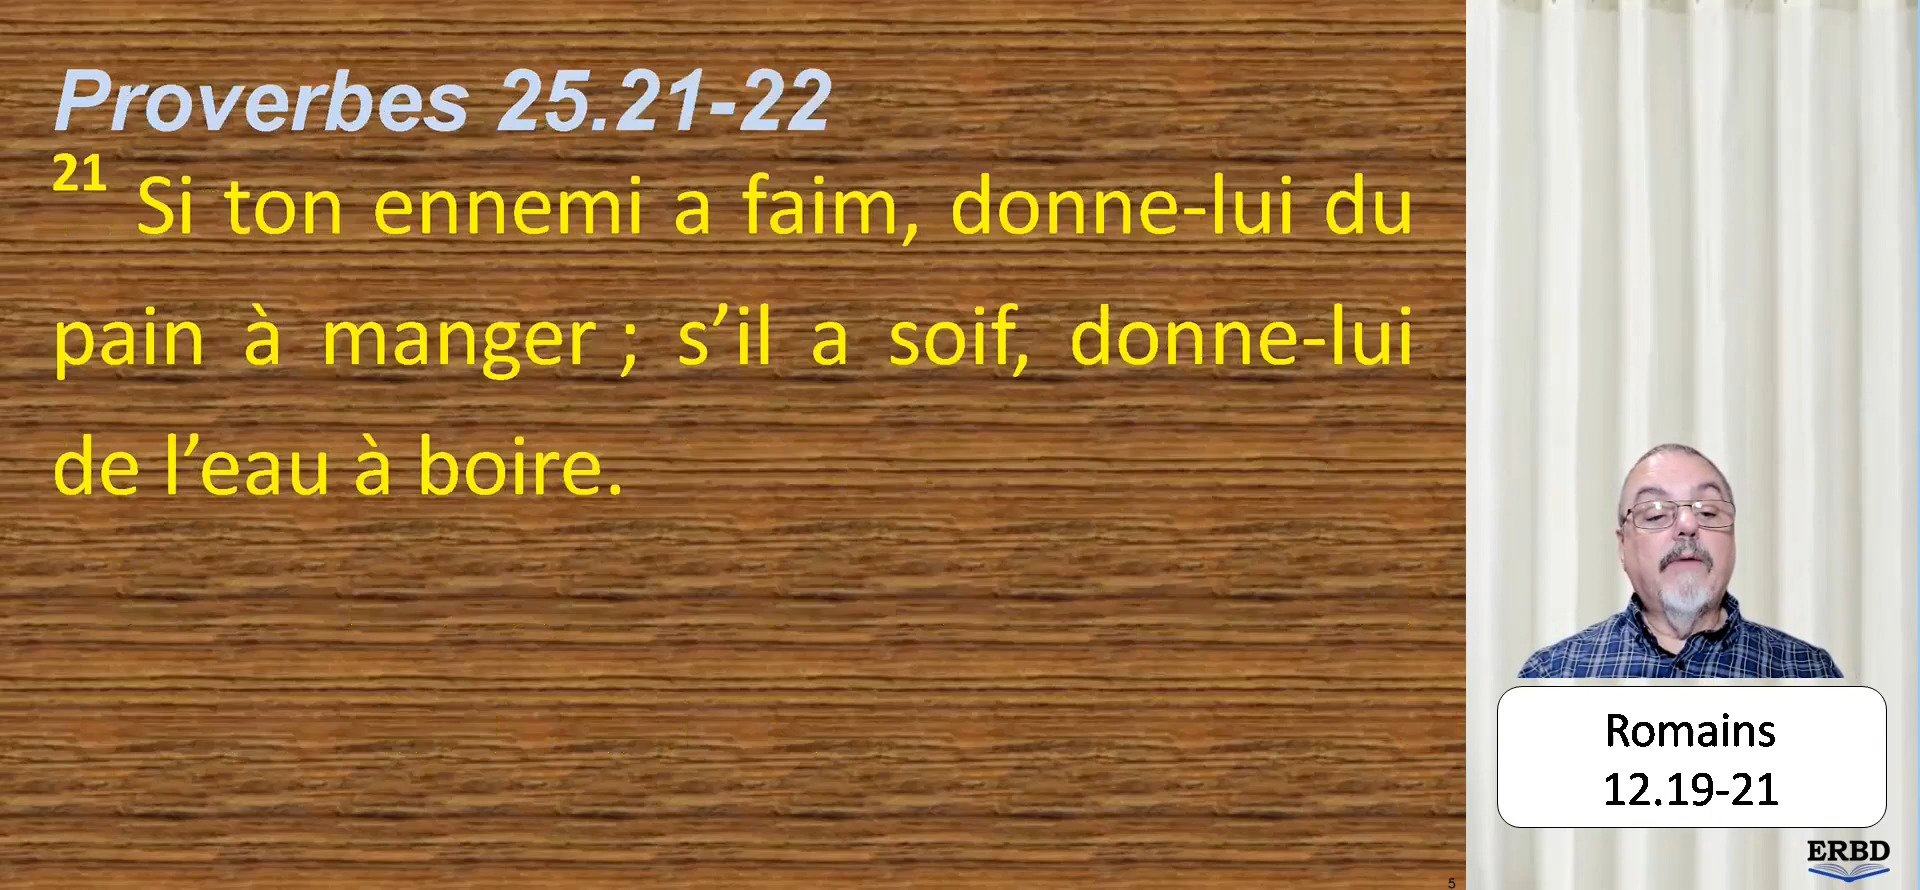 Proverbes 25.21-22
21 Si ton ennemi a faim, donne-lui du
pain à manger ; s’il a soif, donne-lui
de l’eau à boire.
Romains
12.19-21
ERBD
5